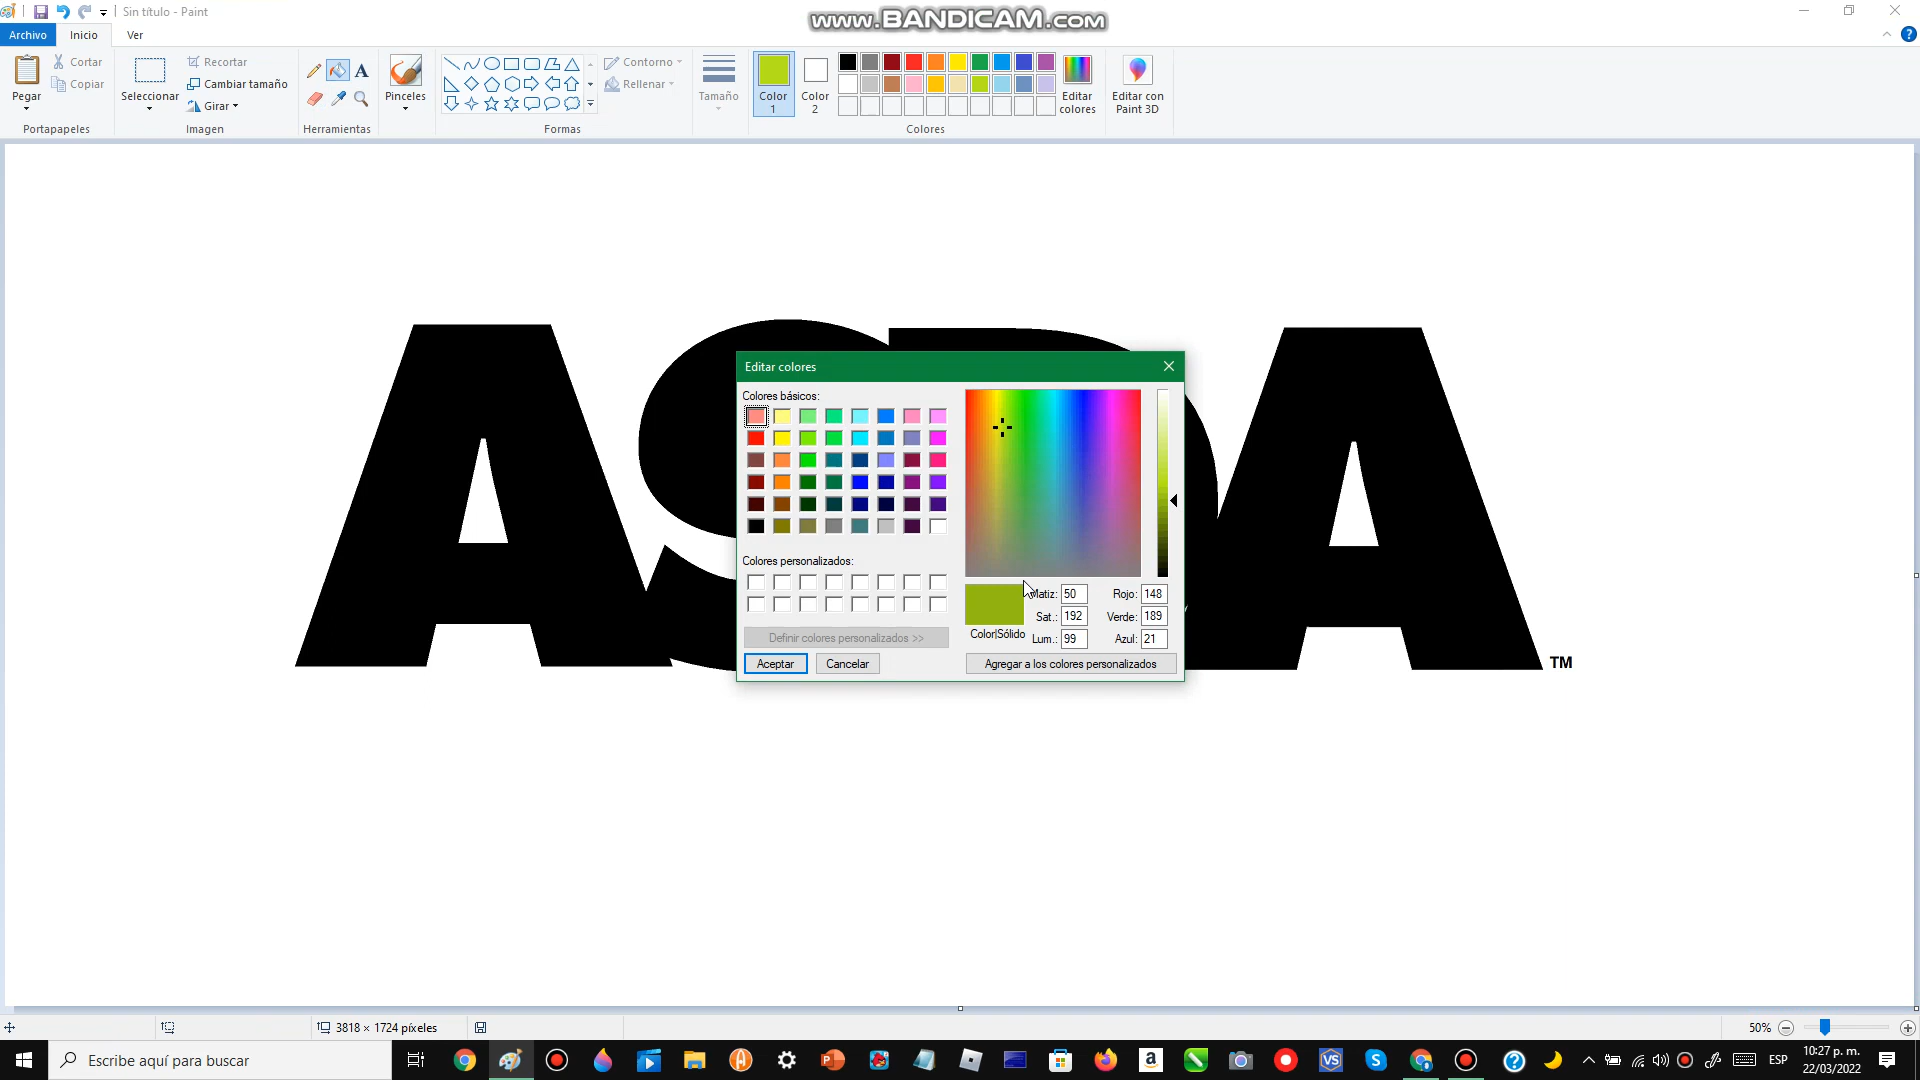 Sin título - Paint
www.BANDICAM.com
Archivo
Inicio
Ver
Pegar
Cortar
Copiar
Portapapeles
Seleccionar
Recortar
Cambiar tamaño
Girar
Imagen
A
Herramientas
Pinceles
Contorno
Rellenar
Formas
Tamaño
Color 1
Color 2
Colores
Editar colores
Editar con Paint 3D
ASDA
TM
Editar colores
Colores básicos:
Colores personalizados:
Definir colores personalizados >>
Aceptar
Cancelar
Color|Sólido
Matiz: 50
Sat.: 192
Lum.: 99
Rojo: 148
Verde: 189
Azul: 21
Agregar a los colores personalizados
3818 × 1724 píxeles
50%
Escribe aquí para buscar
ESP
10:27 p. m.
22/03/2022